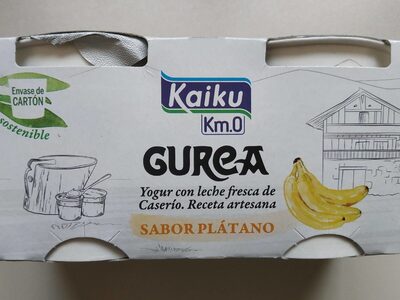 Envase de
CARTÓN
sostenible
Kaiku
Km.0
GUREA
Yogur con leche fresca de
Caserío. Receta artesana
SABOR PLÁTANO